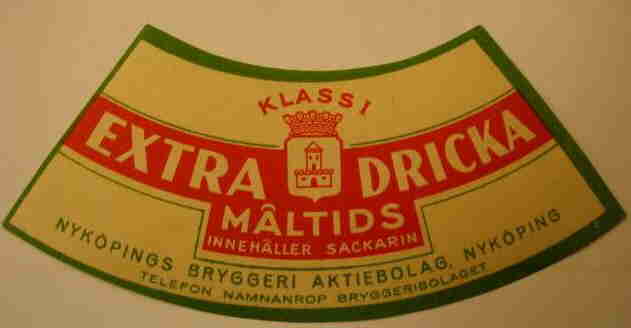 KLASS I
EXTRA DRICKA
MÅLTIDS
INNEHÅLLER SACKARIN
NYKÖPINGS BRYGGERI AKTIEBOLAG, NYKÖPING
TELEFON NAMNANROP BRYGGERIBOLAGET